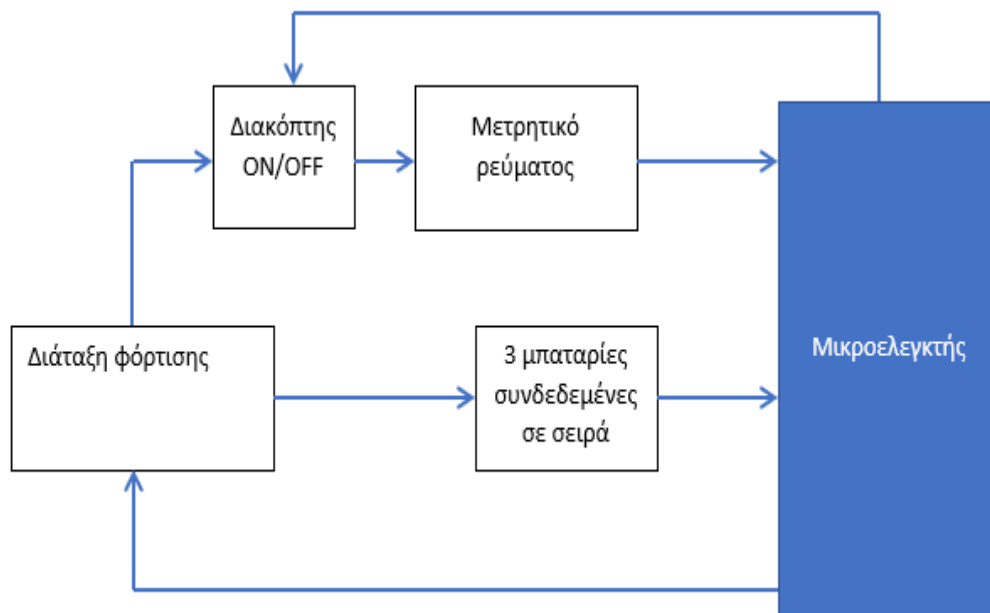 Διακόπτης
ON/OFF
Μετρητικό
ρεύματος
Διάταξη φόρτισης
3 μπαταρίες
συνδεδεμένες
σε σειρά
Μικροελεγκτής